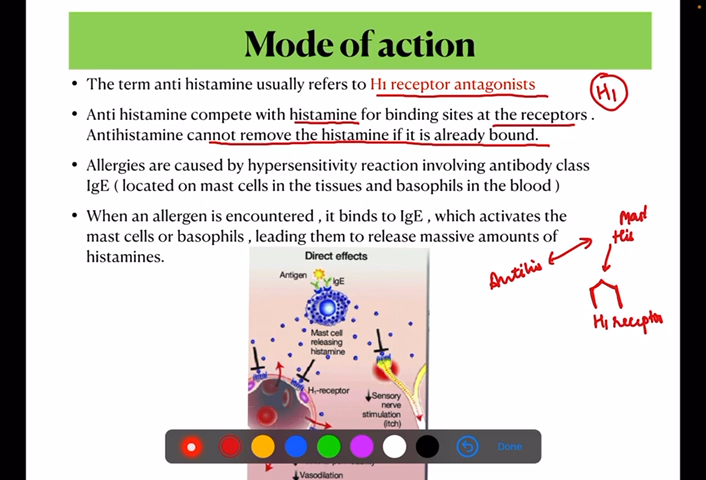 Mode of action
• The term anti histamine usually refers to H1 receptor antagonists
H1
• Anti histamine compete with histamine for binding sites at the receptors .
Antihistamine cannot remove the histamine if it is already bound.
• Allergies are caused by hypersensitivity reaction involving antibody class
IgE ( located on mast cells in the tissues and basophils in the blood )
• When an allergen is encountered , it binds to IgE , which activates the
mast cells or basophils , leading them to release massive amounts of
histamines.
Mast
His
Antihis
H1 receptor
Direct effects
Antigen
IgE
Mast cell
releasing
histamine
H1-receptor
↓Sensory
nerve
stimulation
(itch)
↓Vasodilation
Done